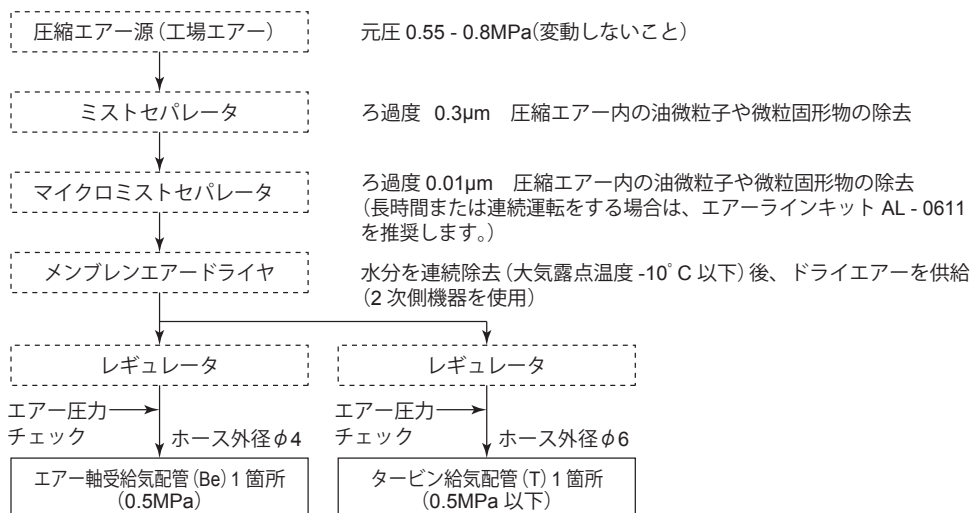 圧縮エアー源(工場エアー)
元圧 0.55 - 0.8MPa(変動しないこと)
ミストセパレータ
ろ過度 0.3μm 圧縮エアー内の油微粒子や微粒固形物の除去
マイクロミストセパレータ
ろ過度 0.01μm 圧縮エアー内の油微粒子や微粒固形物の除去
(長時間または連続運転をする場合は、エアーラインキット AL - 0611
を推奨します。)
メンブレンエアードライヤ
水分を連続除去(大気露点温度 -10°C 以下)後、ドライエアーを供給
(2 次側機器を使用)
レギュレータ
レギュレータ
エアー圧力
チェック
ホース外径φ4
エアー圧力
チェック
ホース外径φ6
エアー軸受給気配管(Be)1 箇所
(0.5MPa)
タービン給気配管(T)1 箇所
(0.5MPa 以下)